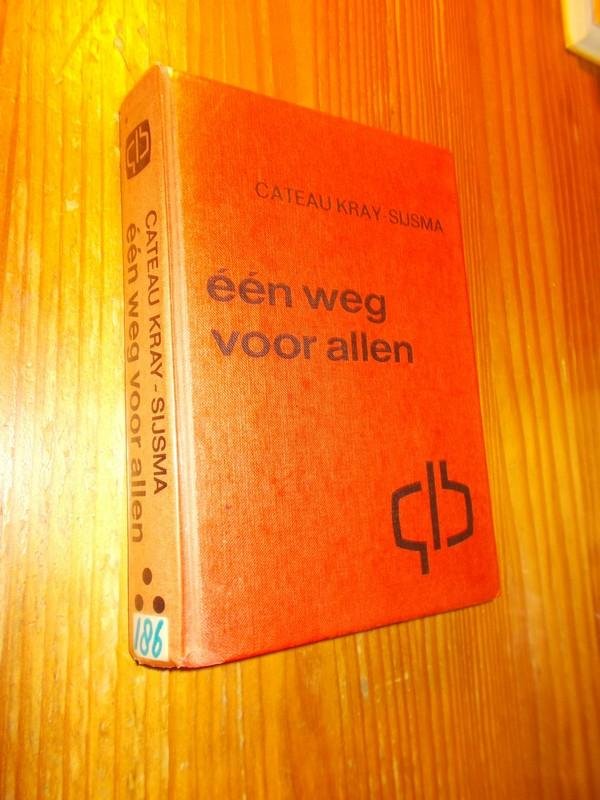 CATEAU KRAY-SIJSMA
één weg
voor allen
CATEAU KRAY - SIJSMA
één weg voor allen
186